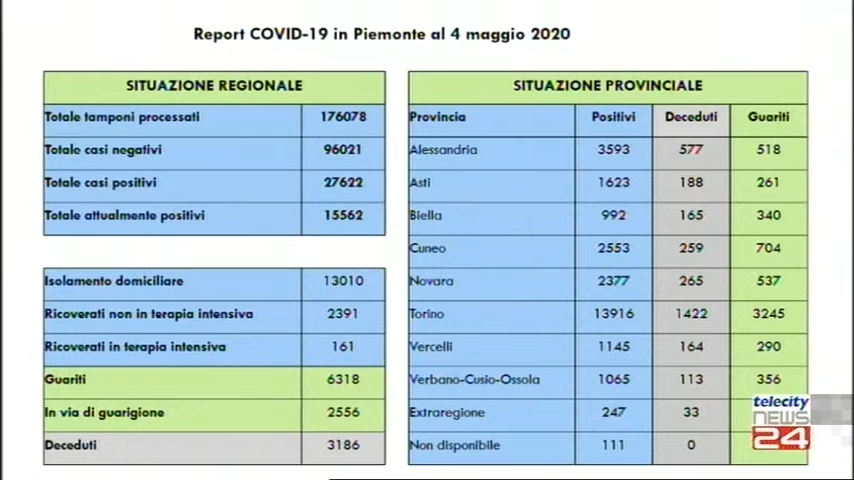 Report COVID-19 in Piemonte al 4 maggio 2020
SITUAZIONE REGIONALE
Totale tamponi processati 176078
Totale casi negativi 96021
Totale casi positivi 27622
Totale attualmente positivi 15562
Isolamento domiciliare 13010
Ricoverati non in terapia intensiva 2391
Ricoverati in terapia intensiva 161
Guariti 6318
In via di guarigione 2556
Deceduti 3186
SITUAZIONE PROVINCIALE
Provincia Positivi Deceduti Guariti
Alessandria 3593 577 518
Asti 1623 188 261
Biella 992 165 340
Cuneo 2553 259 704
Novara 2377 265 537
Torino 13916 1422 3245
Vercelli 1145 164 290
Verbano-Cusio-Ossola 1065 113 356
Extraregione 247 33
Non disponibile 111 0
telecity
NEWS
24